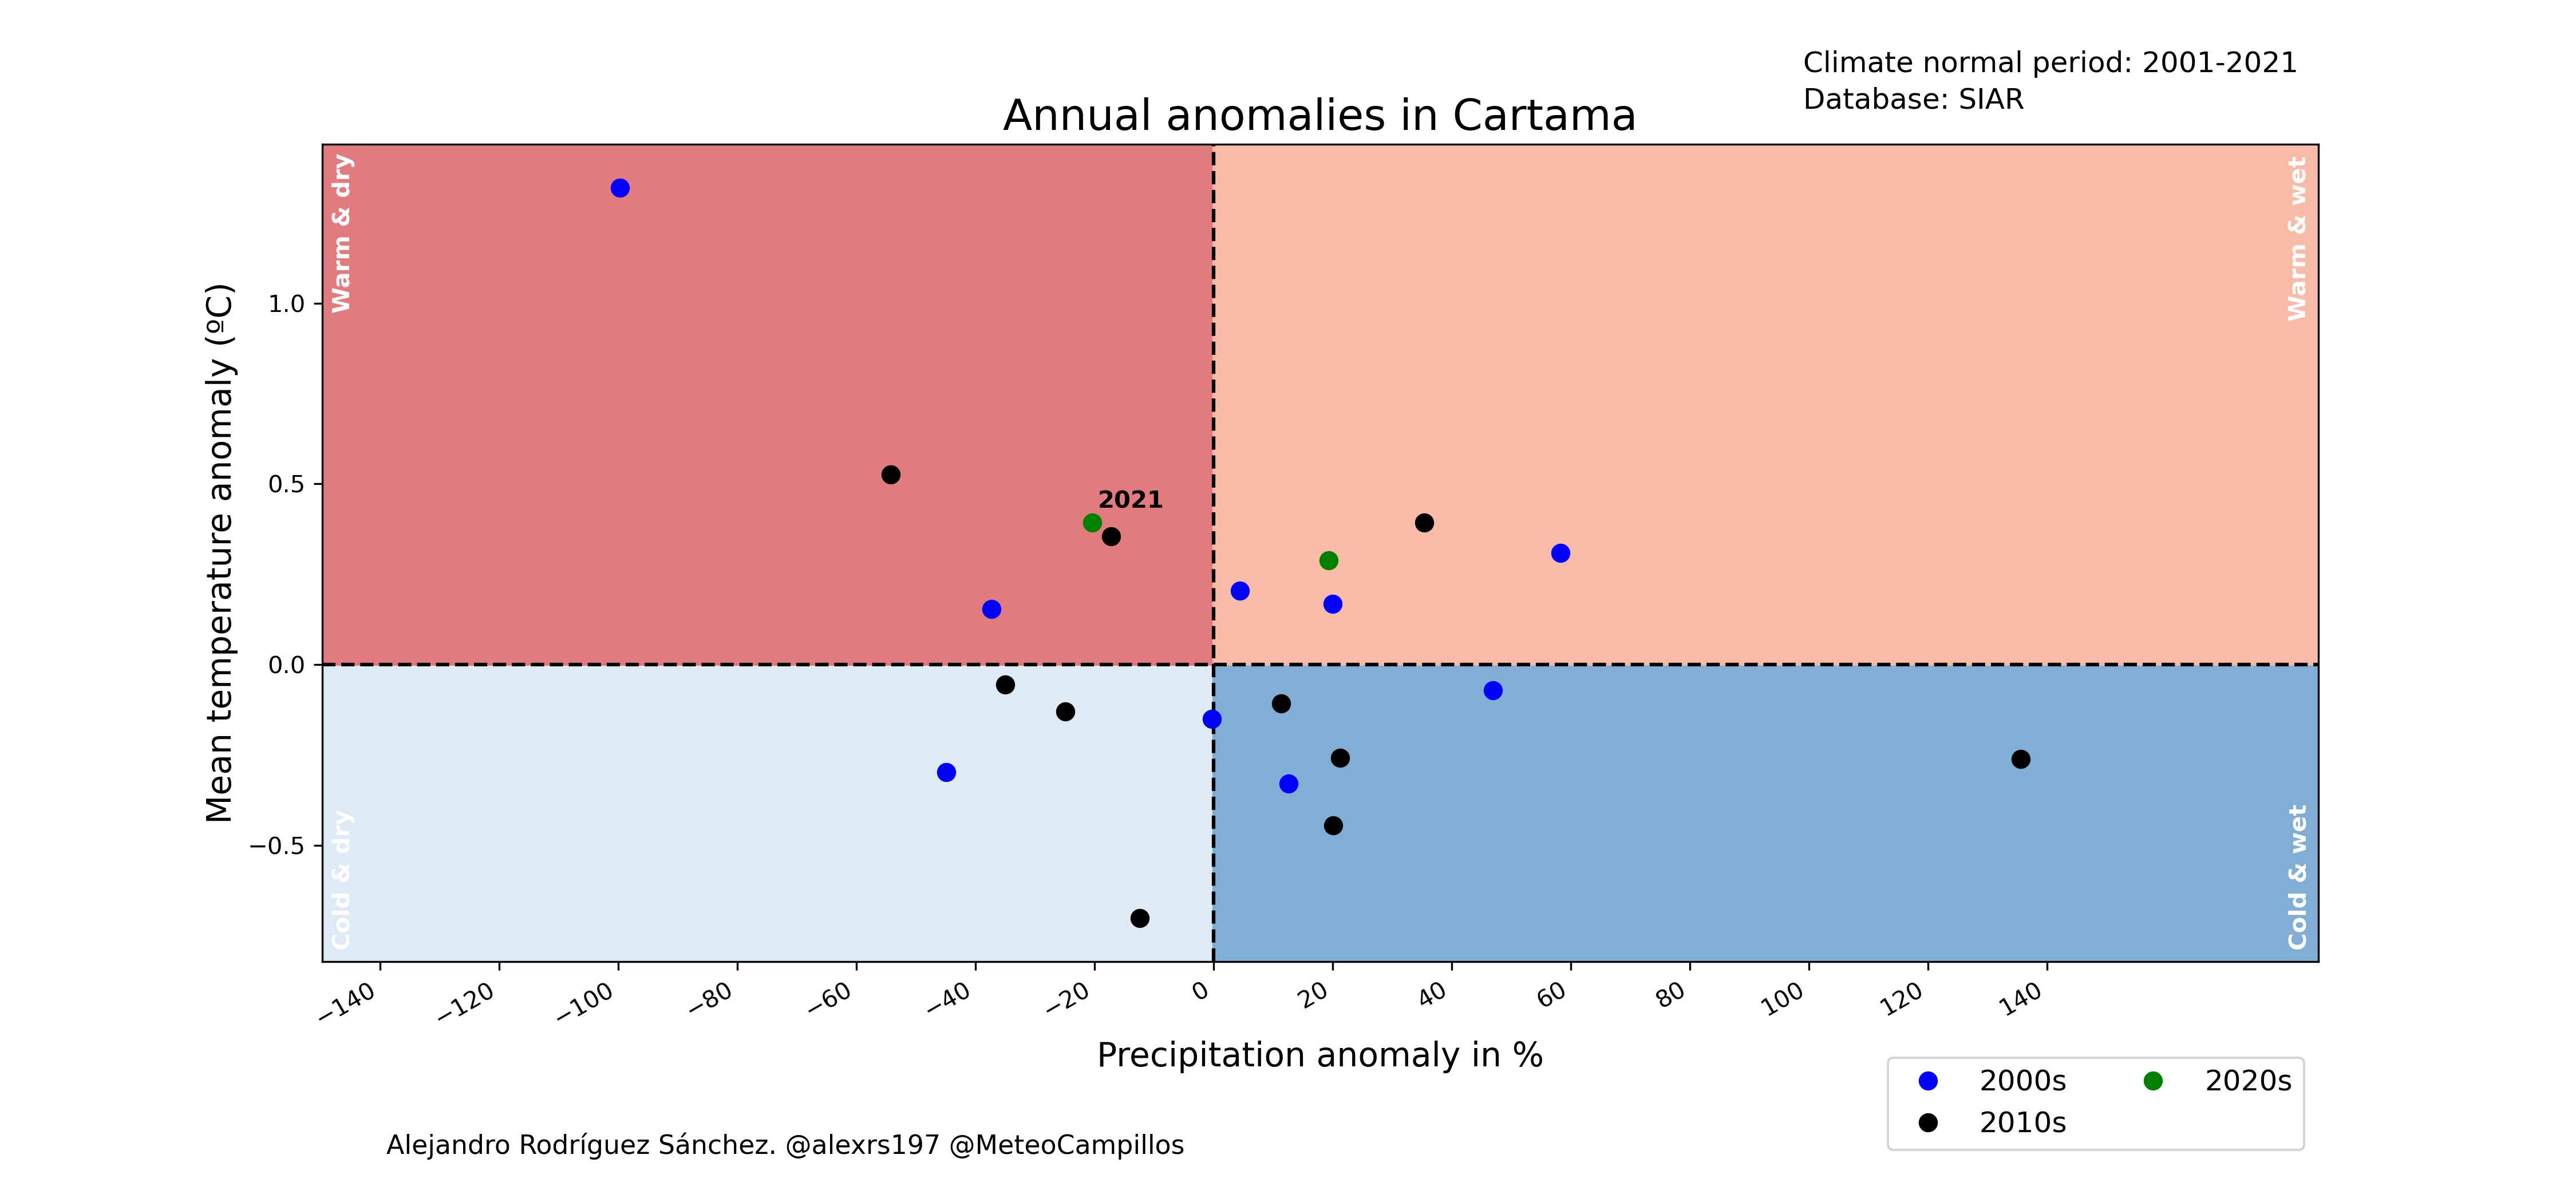 Climate normal period: 2001-2021
Database: SIAR
Annual anomalies in Cartama
Warm & dry
Warm & wet
Mean temperature anomaly (ºC)
1.0
0.5
0.0
−0.5
2021
Cold & dry
Cold & wet
−140 −120 −100 −80 −60 −40 −20 0 20 40 60 80 100 120 140
Precipitation anomaly in %
2000s 2020s
2010s
Alejandro Rodríguez Sánchez. @alexrs197 @MeteoCampillos